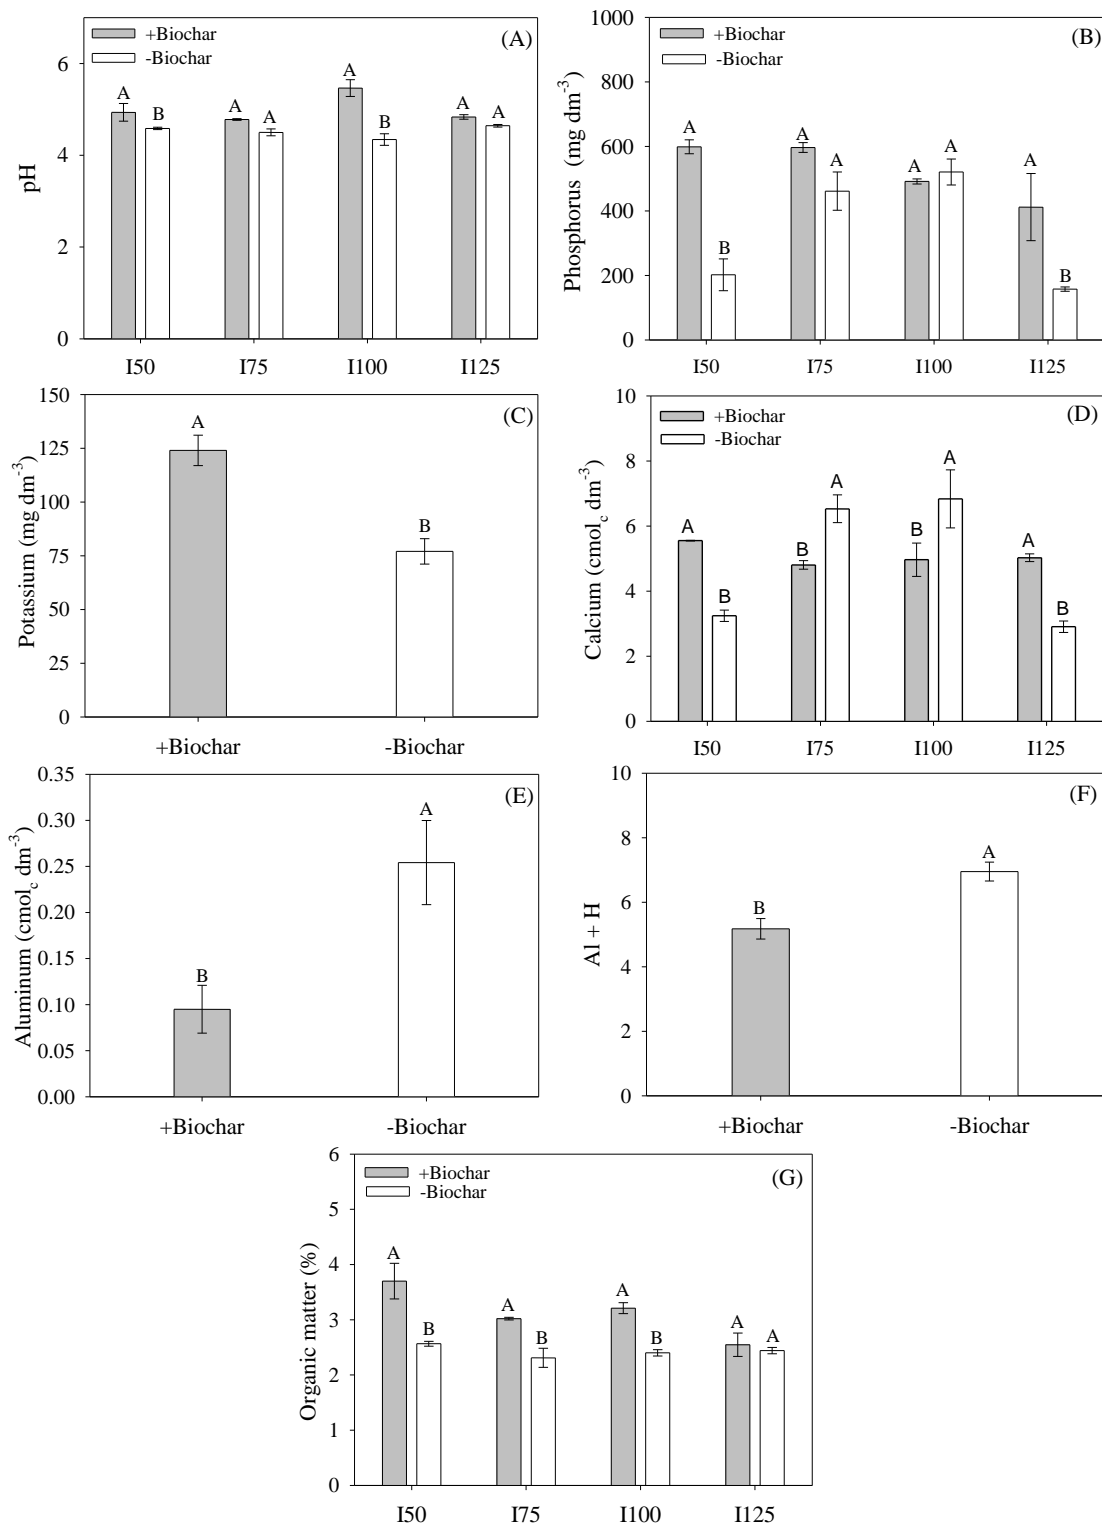 +Biochar
-Biochar
(A)
pH
6
4
2
0
A
B
A
A
A
B
A
A
I50
I75
I100
I125
+Biochar
-Biochar
(B)
Phosphorus (mg dm-3)
1000
800
600
400
200
0
A
B
A
A
A
A
A
B
I50
I75
I100
I125
(C)
Potassium (mg dm-3)
150
125
100
75
50
25
0
A
B
+Biochar
-Biochar
+Biochar
-Biochar
(D)
Calcium (cmolc dm-3)
10
8
6
4
2
0
A
B
B
A
B
A
A
B
I50
I75
I100
I125
(E)
Aluminum (cmolc dm-3)
0.35
0.30
0.25
0.20
0.15
0.10
0.05
0.00
B
A
+Biochar
-Biochar
(F)
Al + H
10
8
6
4
2
0
B
A
+Biochar
-Biochar
+Biochar
-Biochar
(G)
Organic matter (%)
6
5
4
3
2
1
0
A
B
A
B
A
B
A
A
I50
I75
I100
I125